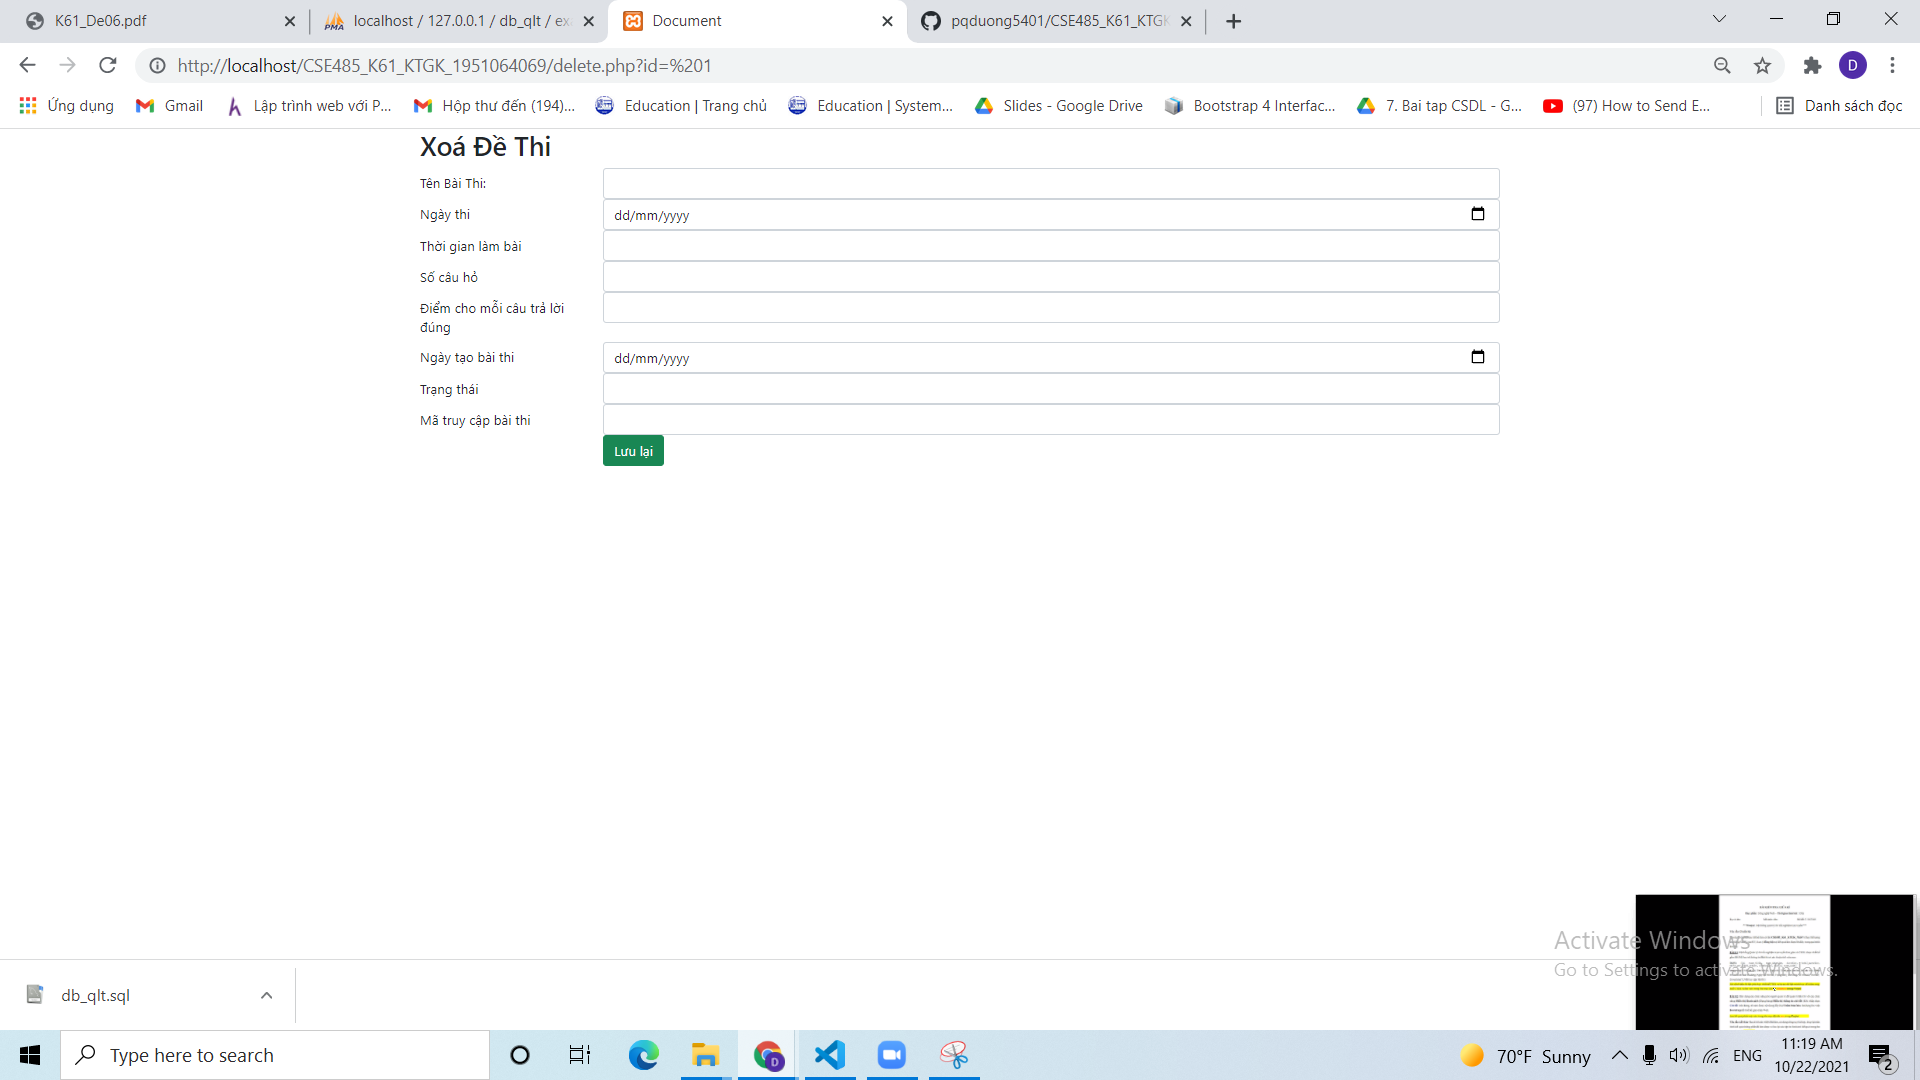 K61_De06.pdf
localhost / 127.0.0.1 / db_qlt / exa
Document
pqduong5401/CSE485_K61_KTGK
http://localhost/CSE485_K61_KTGK_1951064069/delete.php?id=%201
D
Ứng dụng
Gmail
Lập trình web với P...
Hộp thư đến (194)...
Education | Trang chủ
Education | System...
Slides - Google Drive
Bootstrap 4 Interfac...
7. Bai tap CSDL - G...
(97) How to Send E...
Danh sách đọc
Xoá Đề Thi
Tên Bài Thi:
Ngày thi
dd/mm/yyyy
Thời gian làm bài
Số câu hỏ
Điểm cho mỗi câu trả lời
đúng
Ngày tạo bài thi
dd/mm/yyyy
Trạng thái
Mã truy cập bài thi
Lưu lại
Activate Windows
Go to Settings to activate Windows.
db_qlt.sql
Type here to search
D
70°F Sunny
ENG
11:19 AM
10/22/2021
2